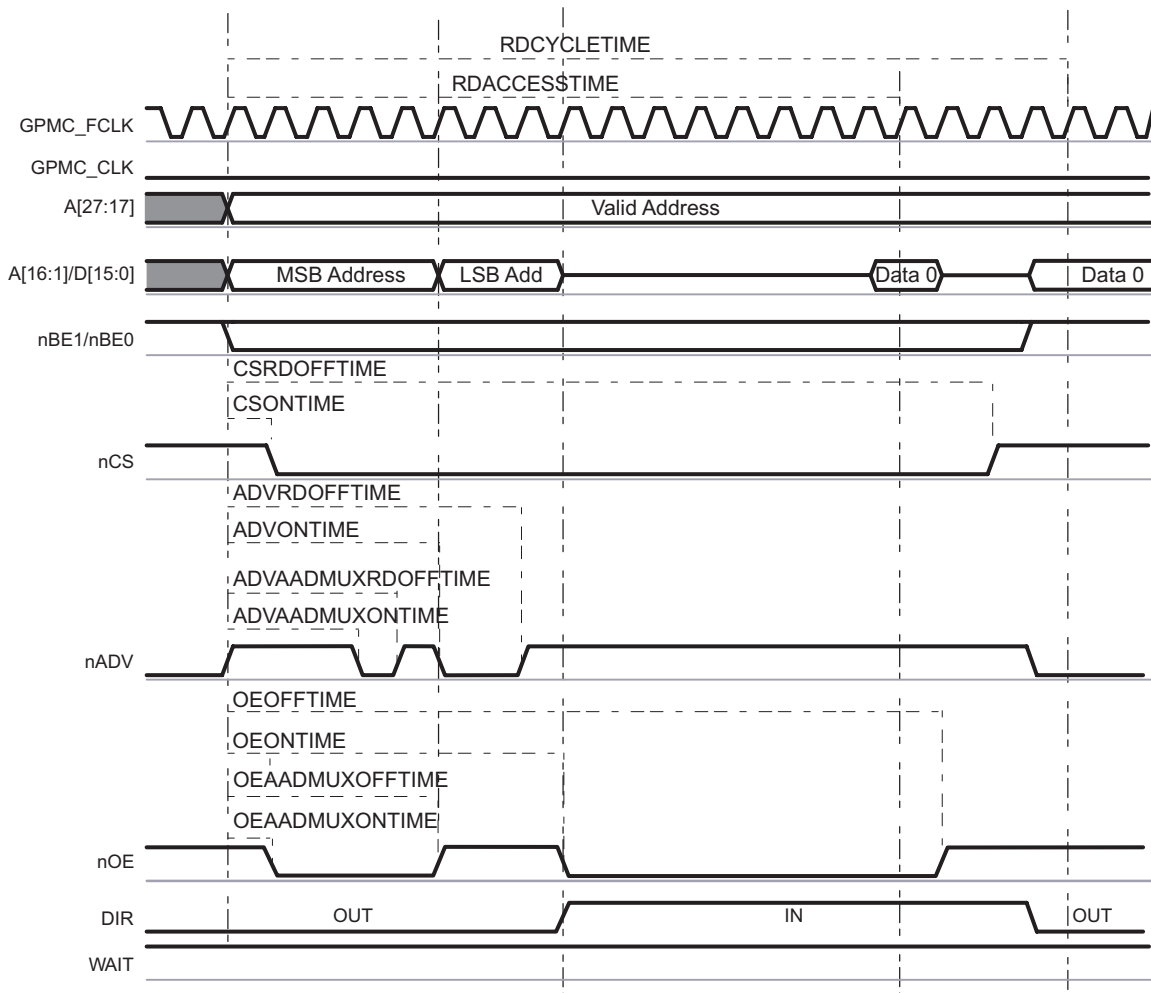 RDCYCLETIME
RDACCESSTIME
GPMC_FCLK
GPMC_CLK
A[27:17]
Valid Address
A[16:1]/D[15:0]
MSB Address
LSB Add
Data 0
Data 0
nBE1/nBE0
CSRDOFFTIME
CSONTIME
nCS
ADVRDOFFTIME
ADVONTIME
ADVAADMUXRDOFFTIME
ADVAADMUXONTIME
nADV
OEOFFTIME
OEONTIME
OEAADMUXOFFTIME
OEAADMUXONTIME
nOE
DIR
OUT
IN
OUT
WAIT